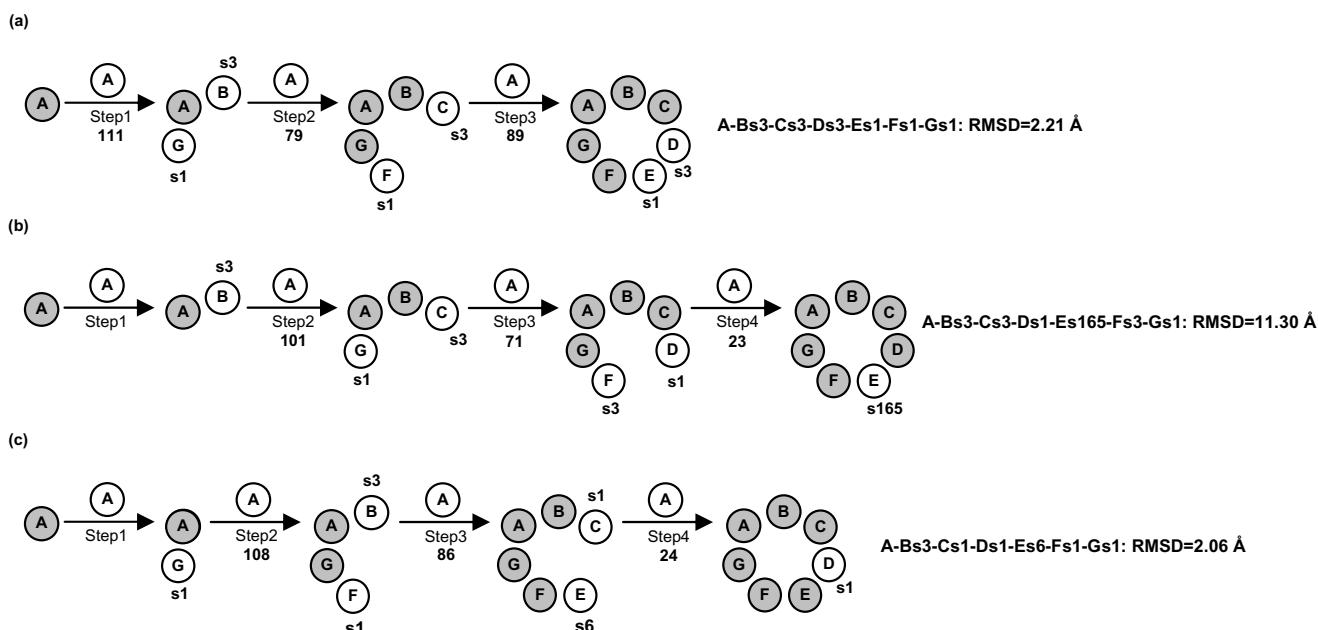 (a)
A
A
Step1
111
A
s3
B
G
s1
A
Step2
79
A
B
C
s3
G
F
s1
A
Step3
89
A
B
C
D
s3
E
s1
F
G
A-Bs3-Cs3-Ds3-Es1-Fs1-Gs1: RMSD=2.21 Å
(b)
A
A
Step1
A
s3
B
A
Step2
101
A
B
C
s3
G
s1
A
Step3
71
A
B
C
D
s1
G
F
s3
A
Step4
23
A
B
C
D
E
s165
F
G
A-Bs3-Cs3-Ds1-Es165-Fs3-Gs1: RMSD=11.30 Å
(c)
A
A
Step1
A
G
s1
A
Step2
108
A
s3
B
G
F
s1
A
Step3
86
A
B
s1
C
G
F
E
s6
A
Step4
24
A
B
C
D
s1
E
F
G
A-Bs3-Cs1-Ds1-Es6-Fs1-Gs1: RMSD=2.06 Å